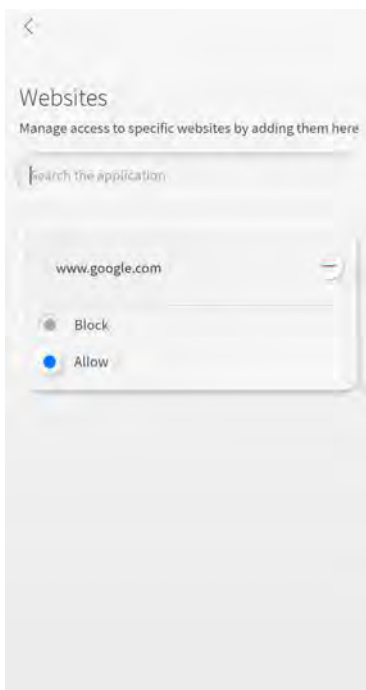 Websites
Manage access to specific websites by adding them here
Search the application
www.google.com
Block
Allow